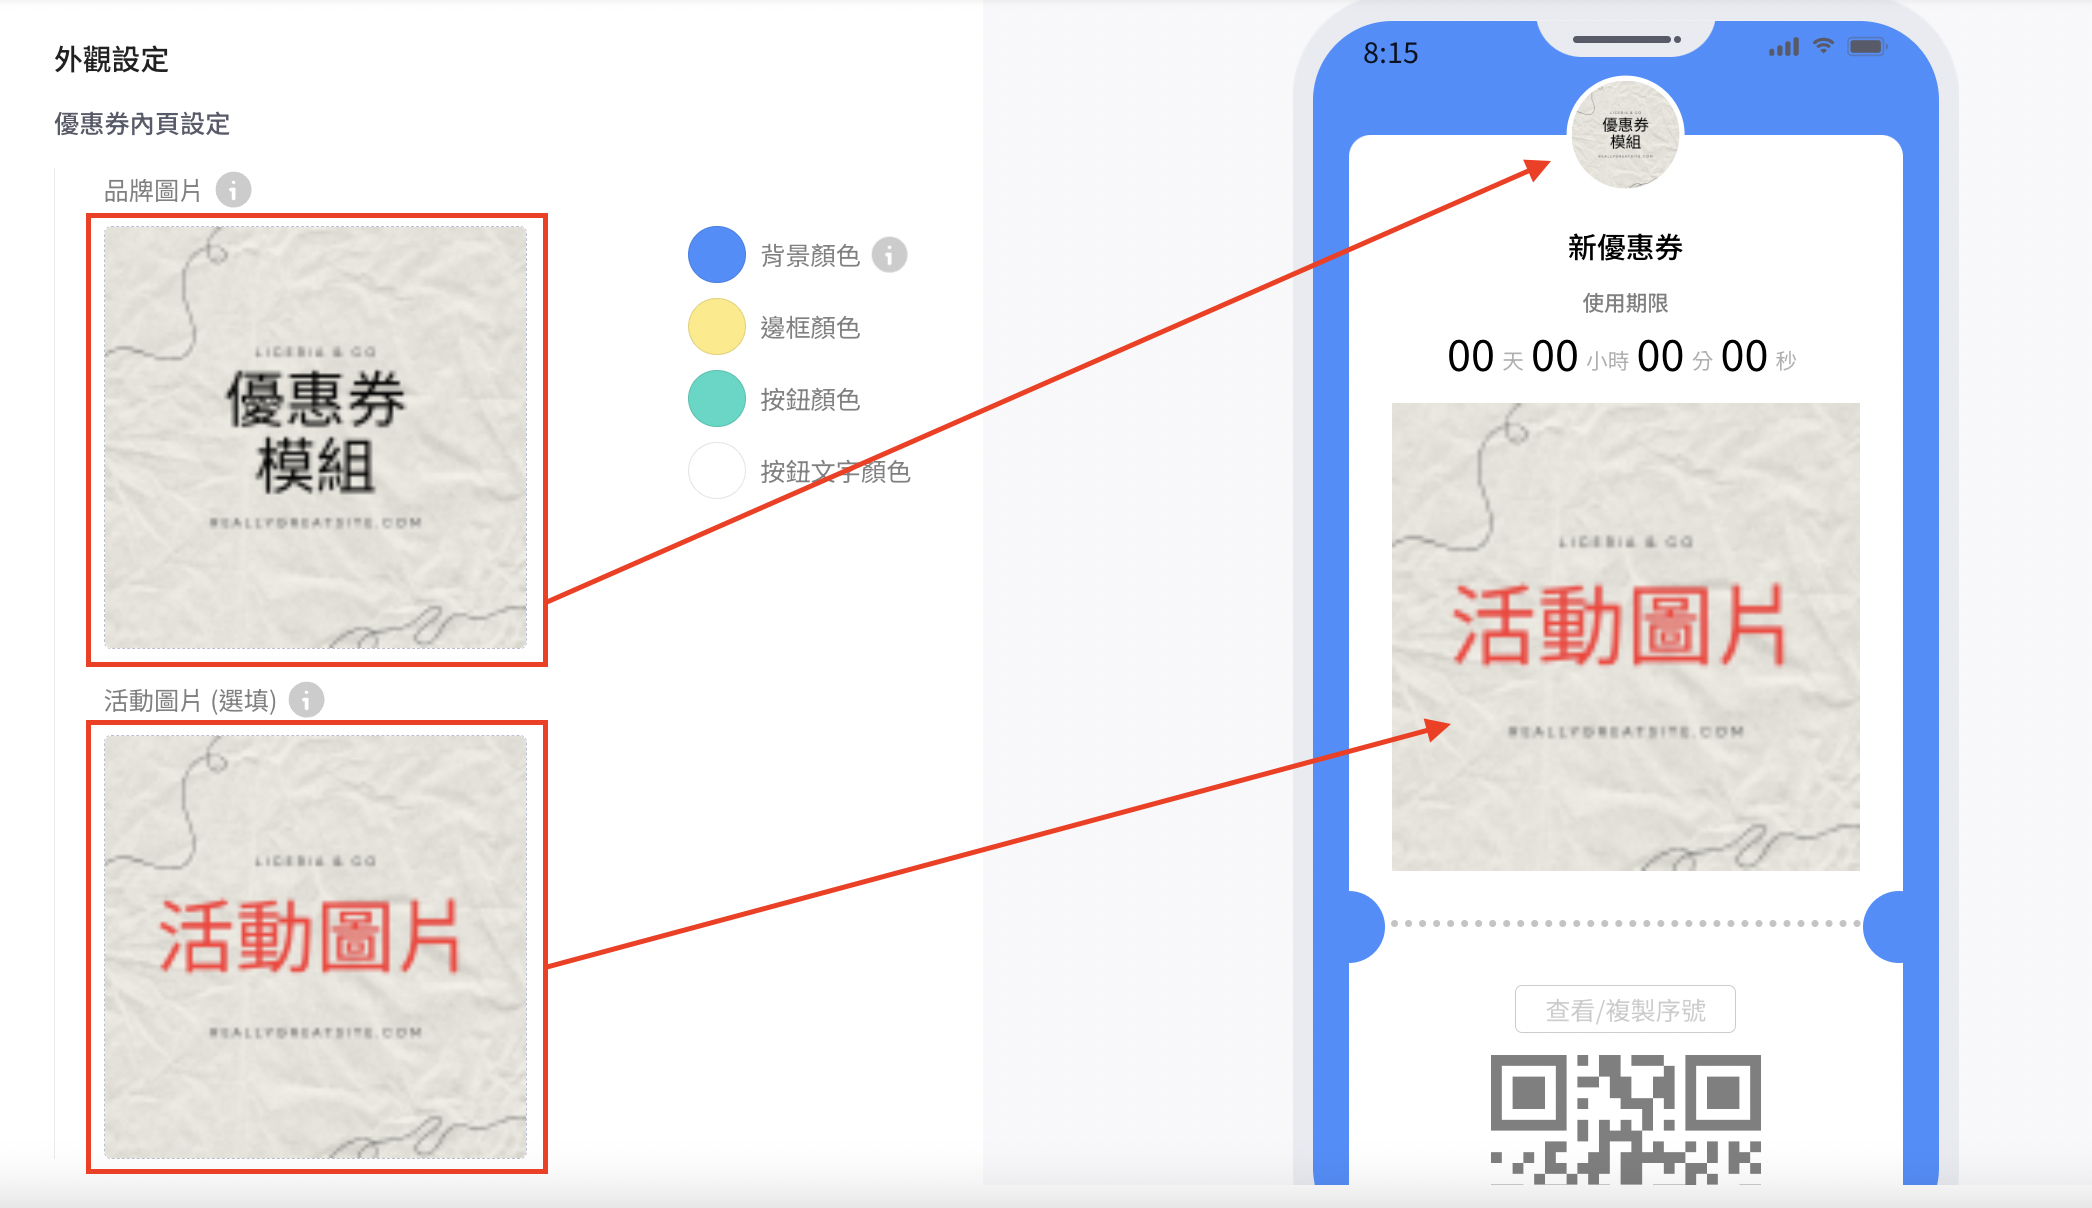 外觀設定
優惠券內頁設定
品牌圖片
LICERIA & CO
優惠券
模組
REALLYGREATSITE.COM
背景顏色
邊框顏色
按鈕顏色
按鈕文字顏色
活動圖片 (選填)
LICERIA & CO
活動圖片
REALLYGREATSITE.COM
8:15
LICERIA & CO
優惠券
模組
REALLYGREATSITE.COM
新優惠券
使用期限
00 天 00 小時 00 分 00 秒
LICERIA & CO
活動圖片
REALLYGREATSITE.COM
查看/複製序號